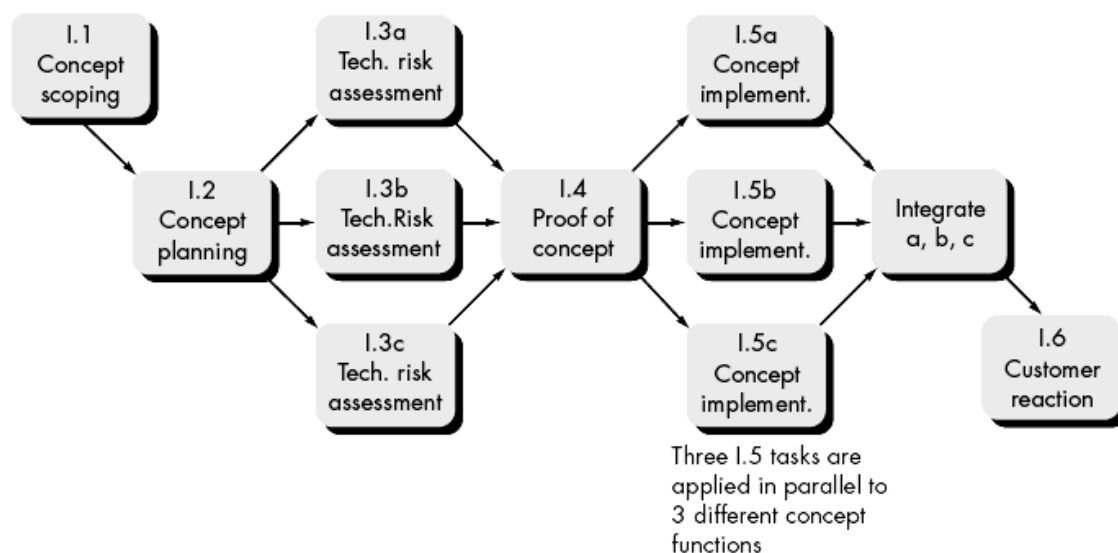 I.1
Concept
scoping
I.3a
Tech. risk
assessment
I.5a
Concept
implement.
I.2
Concept
planning
I.3b
Tech.Risk
assessment
I.4
Proof of
concept
I.5b
Concept
implement.
Integrate
a, b, c
I.3c
Tech. risk
assessment
I.5c
Concept
implement.
I.6
Customer
reaction
Three I.5 tasks are
applied in parallel to
3 different concept
functions